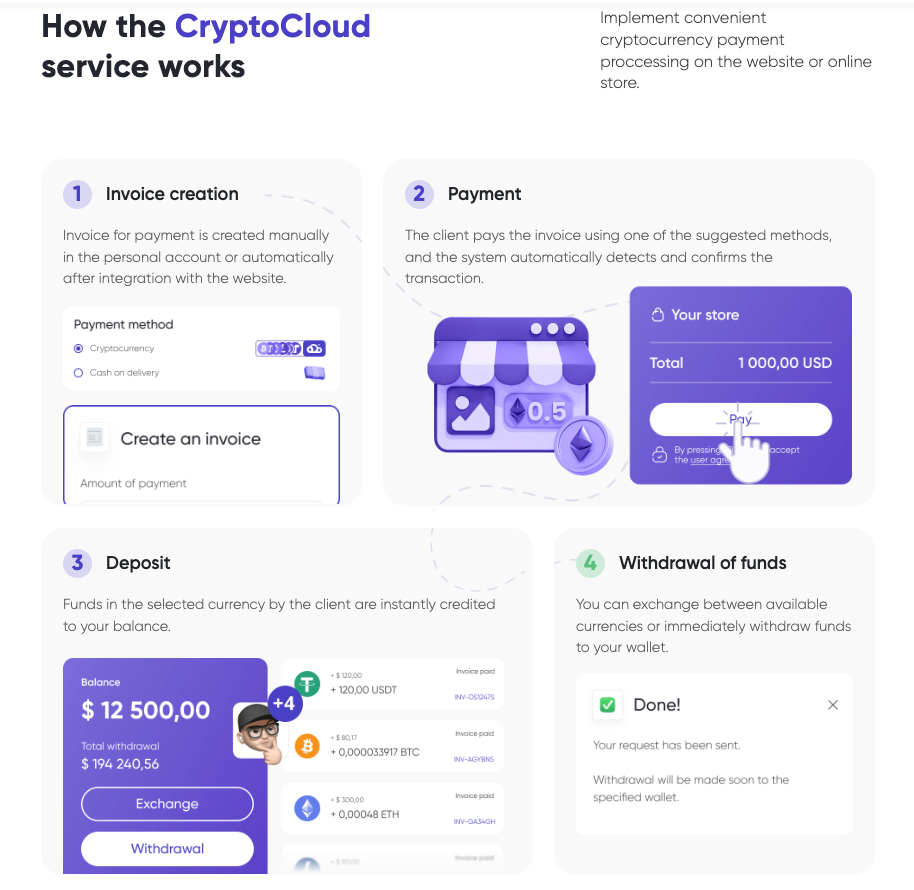 How the CryptoCloud
service works
Implement convenient
cryptocurrency payment
proccessing on the website or online
store.
1 Invoice creation
Invoice for payment is created manually
in the personal account or automatically
after integration with the website.
Payment method
Cryptocurrency
Cash on delivery
Create an invoice
Amount of payment
2 Payment
The client pays the invoice using one of the suggested methods,
and the system automatically detects and confirms the
transaction.
0.5
Your store
Total 1 000,00 USD
Pay
By pressing accept
the user agre
3 Deposit
Funds in the selected currency by the client are instantly credited
to your balance.
Balance
$ 12 500,00
Total withdrawal
$ 194 240,56
Exchange
Withdrawal
+4
+ $ 120,00 Invoice paid
+ 120,00 USDT INV-DS1247S
+ $ 80,17 Invoice paid
+ 0,000033917 BTC INV-AGYBN5
+ $ 300,00 Invoice paid
+ 0,00048 ETH INV-GA34GH
+ $ 90,00 Invoice paid
4 Withdrawal of funds
You can exchange between available
currencies or immediately withdraw funds
to your wallet.
Done!
Your request has been sent.
Withdrawal will be made soon to the
specified wallet.